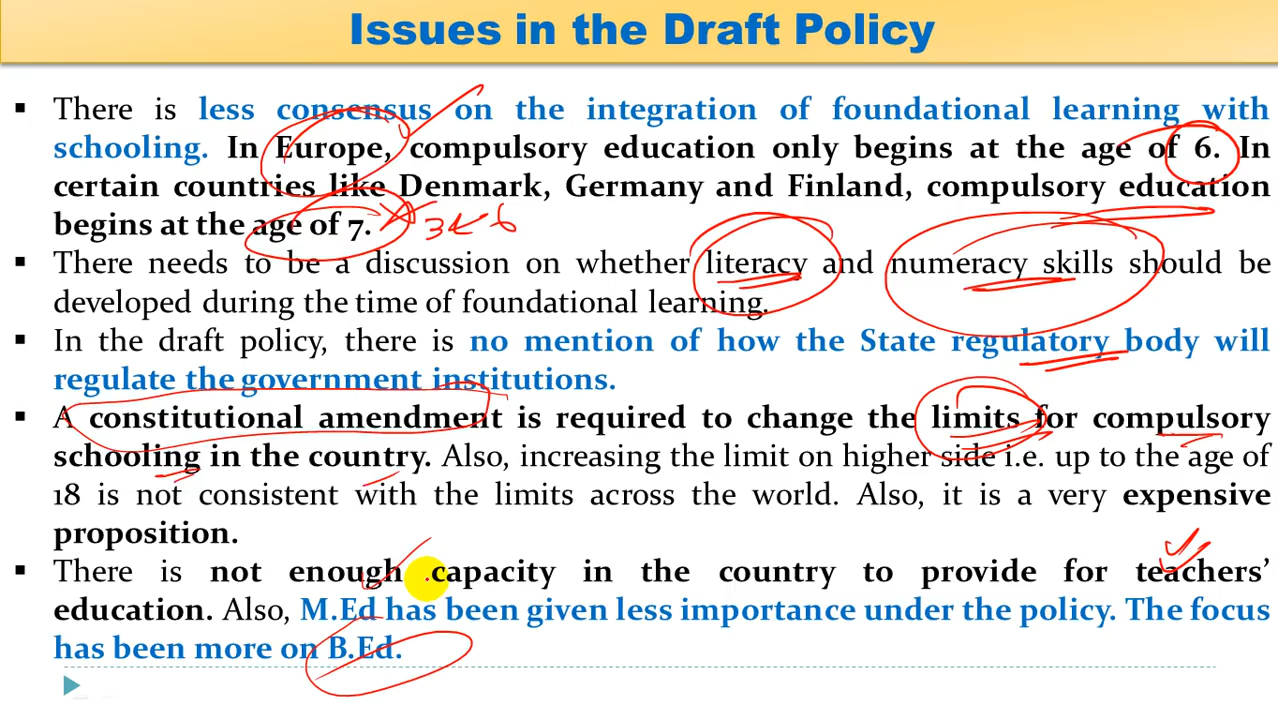 Issues in the Draft Policy
▪ There is less consensus on the integration of foundational learning with
schooling. In Europe, compulsory education only begins at the age of 6. In
certain countries like Denmark, Germany and Finland, compulsory education
begins at the age of 7. 3 6
▪ There needs to be a discussion on whether literacy and numeracy skills should be
developed during the time of foundational learning.
▪ In the draft policy, there is no mention of how the State regulatory body will
regulate the government institutions.
▪ A constitutional amendment is required to change the limits for compulsory
schooling in the country. Also, increasing the limit on higher side i.e. up to the age of
18 is not consistent with the limits across the world. Also, it is a very expensive
proposition.
▪ There is not enough capacity in the country to provide for teachers’
education. Also, M.Ed has been given less importance under the policy. The focus
has been more on B.Ed.